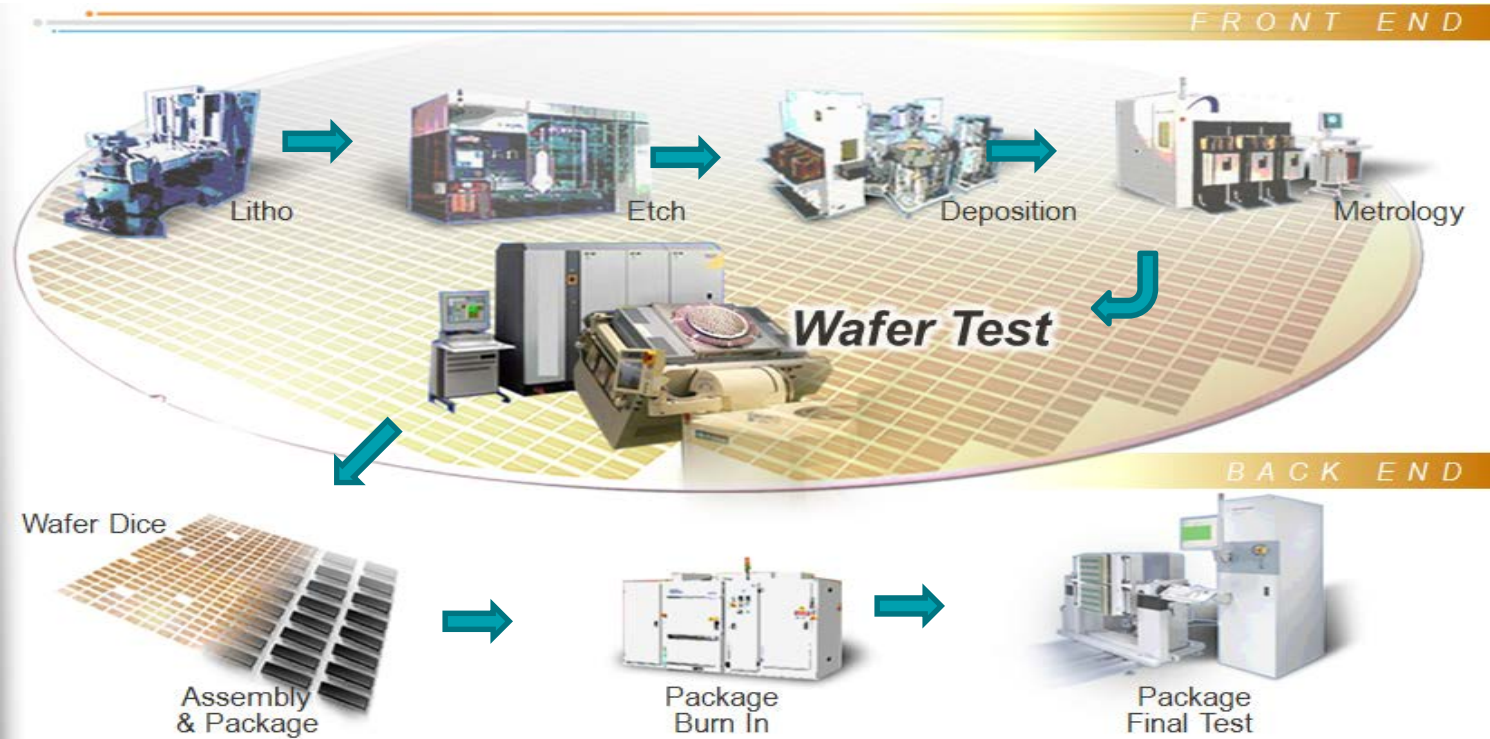 FRONT END
Litho
Etch
Deposition
Metrology
Wafer Test
BACK END
Wafer Dice
Assembly
& Package
Package
Burn In
Package
Final Test